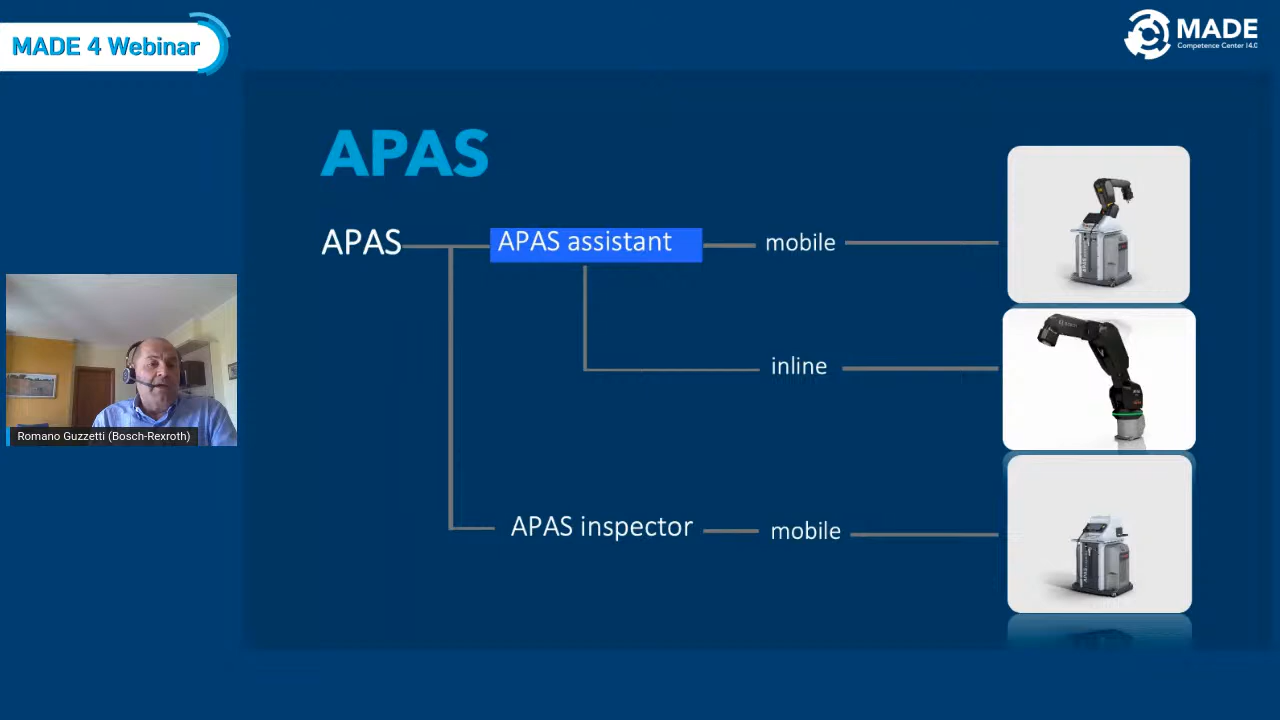 MADE 4 Webinar
MADE
Competence Center I4.0
APAS
APAS
APAS assistant
mobile
inline
APAS inspector
mobile
Romano Guzzetti (Bosch-Rexroth)